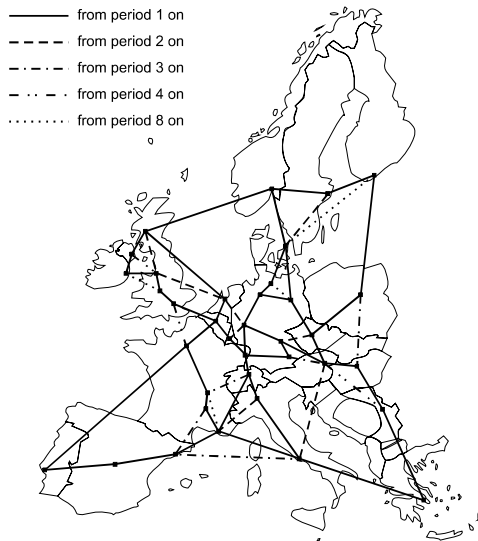 from period 1 on
from period 2 on
from period 3 on
from period 4 on
from period 8 on